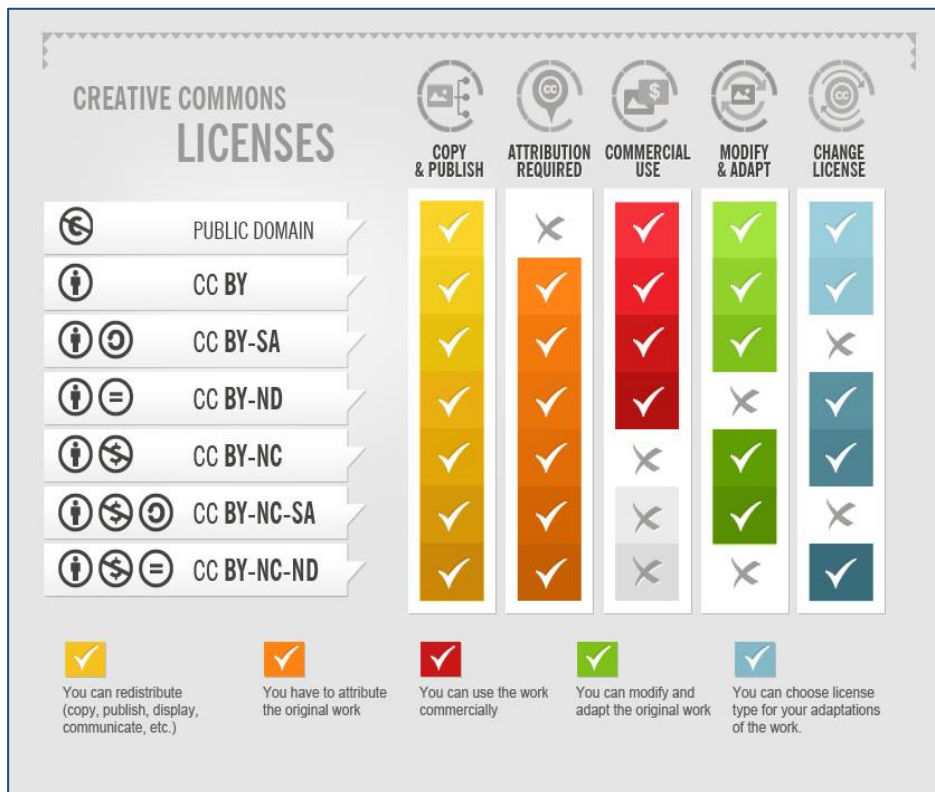 CREATIVE COMMONS
LICENSES
COPY
& PUBLISH
ATTRIBUTION
REQUIRED
COMMERCIAL
USE
MODIFY
& ADAPT
CHANGE
LICENSE
PUBLIC DOMAIN
CC BY
CC BY-SA
CC BY-ND
CC BY-NC
CC BY-NC-SA
CC BY-NC-ND
You can redistribute
(copy, publish, display,
communicate, etc.)
You have to attribute
the original work
You can use the work
commercially
You can modify and
adapt the original work
You can choose license
type for your adaptations
of the work.